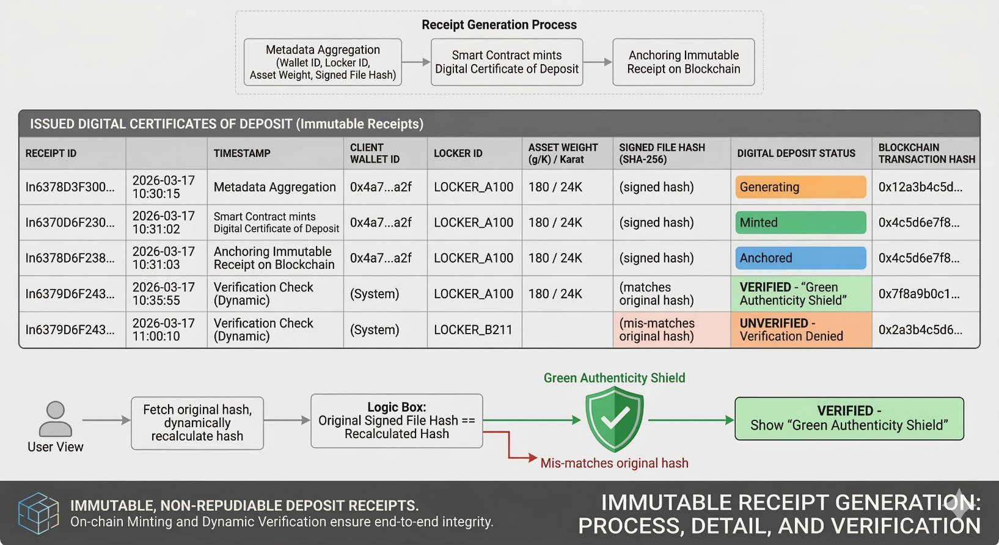 Receipt Generation Process
Metadata Aggregation
(Wallet ID, Locker ID,
Asset Weight, Signed File Hash)
Smart Contract mints
Digital Certificate of Deposit
Anchoring Immutable
Receipt on Blockchain
ISSUED DIGITAL CERTIFICATES OF DEPOSIT (Immutable Receipts)
RECEIPT ID
TIMESTAMP
CLIENT
WALLET ID
LOCKER ID
ASSET WEIGHT
(g/K) / Karat
SIGNED FILE HASH
(SHA-256)
DIGITAL DEPOSIT STATUS
BLOCKCHAIN
TRANSACTION HASH
In6378D3F300...
2026-03-17
10:30:15
Metadata Aggregation
0x4a7...a2f
LOCKER_A100
180 / 24K
(signed hash)
Generating
0x12a3b4c5d...
In6370D6F230...
2026-03-17
10:31:02
Smart Contract mints
Digital Certificate of Deposit
0x4a7...a2f
LOCKER_A100
180 / 24K
(signed hash)
Minted
0x4c5d6e7f8...
In6378D6F238...
2026-03-17
10:31:03
Anchoring Immutable
Receipt on Blockchain
0x4a7...a2f
LOCKER_A100
180 / 24K
(signed hash)
Anchored
0x4c5d6e7f8...
In6379D6F243...
2026-03-17
10:35:55
Verification Check
(Dynamic)
(System)
LOCKER_A100
180 / 24K
(matches
original hash)
VERIFIED - “Green
Authenticity Shield”
0x7f8a9b0c1...
In6379D6F243...
2026-03-17
11:00:10
Verification Check
(Dynamic)
(System)
LOCKER_B211
(mis-matches
original hash)
UNVERIFIED -
Verification Denied
0x2a3b4c5d6...
User View
Fetch original hash,
dynamically
recalculate hash
Logic Box:
Original Signed File Hash ==
Recalculated Hash
Green Authenticity Shield
Mis-matches original hash
VERIFIED -
Show “Green Authenticity Shield”
IMMUTABLE, NON-REPUDIABLE DEPOSIT RECEIPTS.
On-chain Minting and Dynamic Verification ensure end-to-end integrity.
IMMUTABLE RECEIPT GENERATION:
PROCESS, DETAIL, AND VERIFICATION